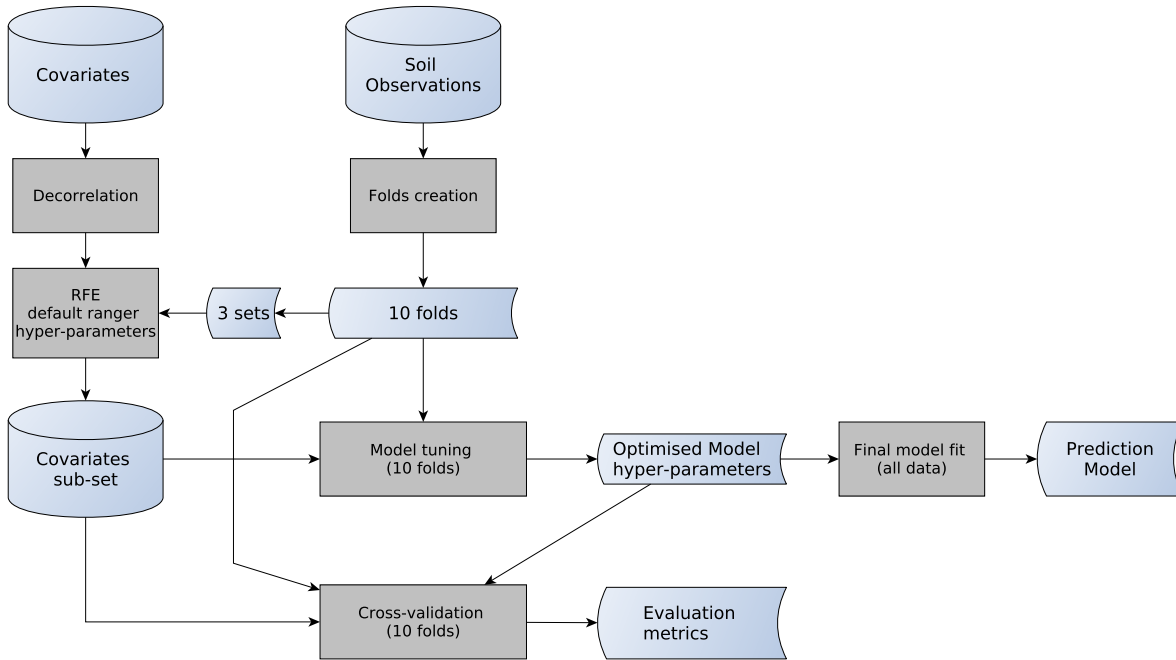 Covariates
Soil
Observations
Decorrelation
Folds creation
RFE
default ranger
hyper-parameters
3 sets
10 folds
Covariates
sub-set
Model tuning
(10 folds)
Optimised Model
hyper-parameters
Final model fit
(all data)
Prediction
Model
Cross-validation
(10 folds)
Evaluation
metrics